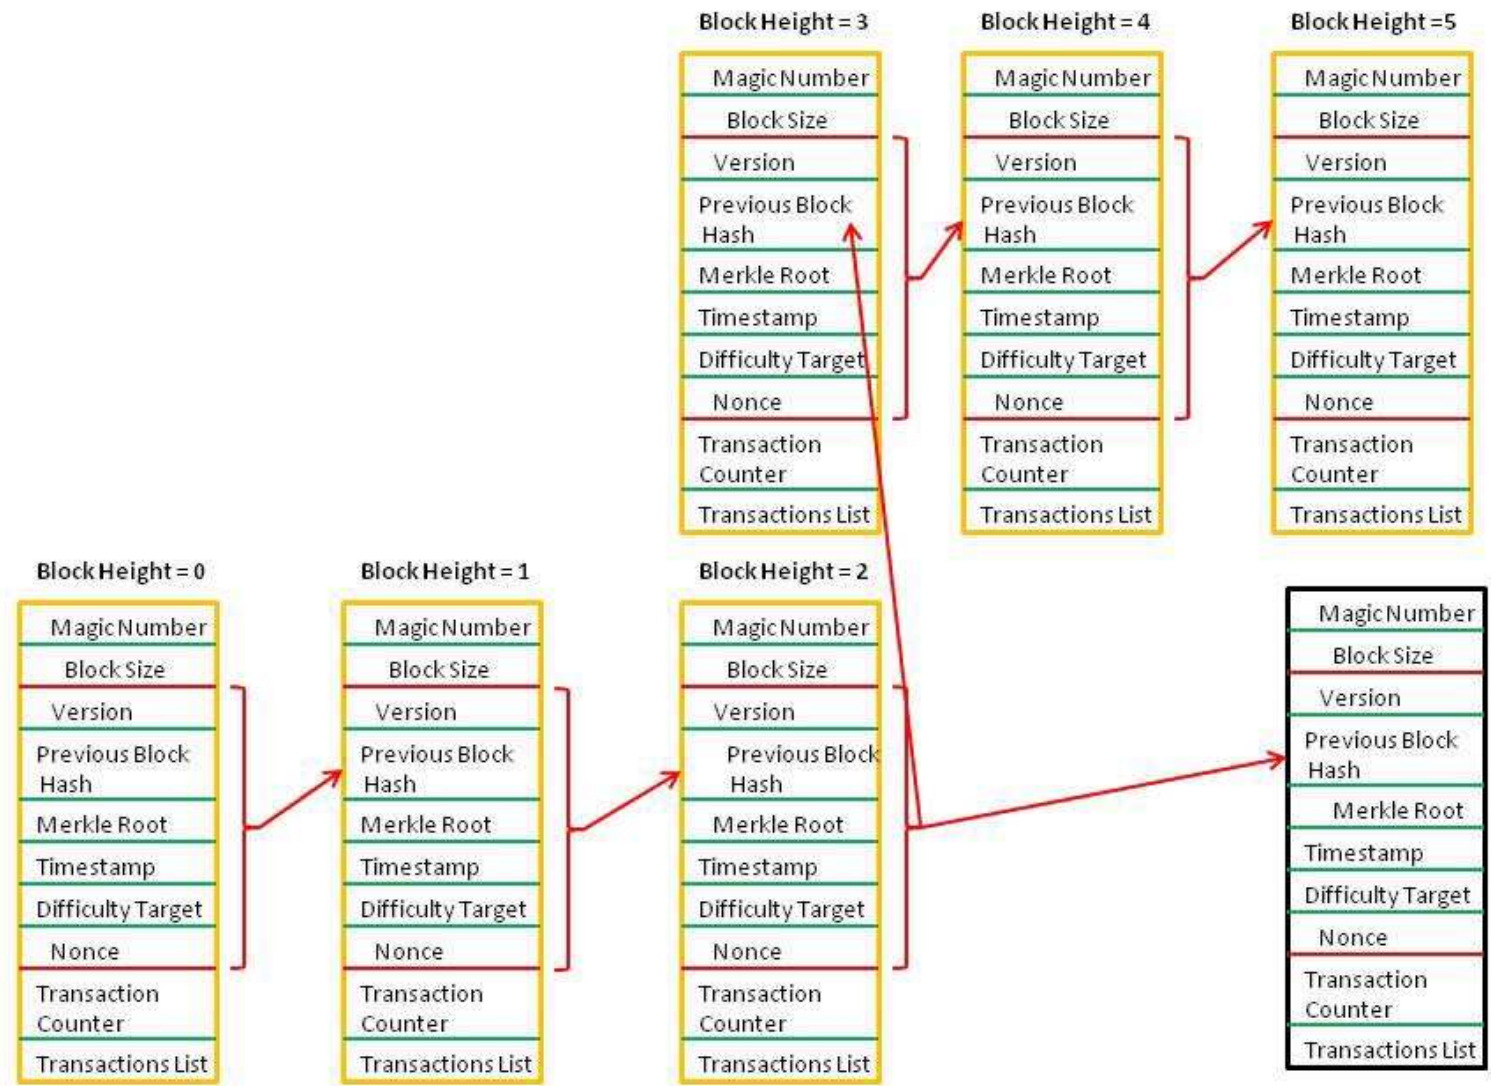 Block Height = 3
Magic Number
Block Size
Version
Previous Block
Hash
Merkle Root
Timestamp
Difficulty Target
Nonce
Transaction
Counter
Transactions List
Block Height = 4
Magic Number
Block Size
Version
Previous Block
Hash
Merkle Root
Timestamp
Difficulty Target
Nonce
Transaction
Counter
Transactions List
Block Height =5
Magic Number
Block Size
Version
Previous Block
Hash
Merkle Root
Timestamp
Difficulty Target
Nonce
Transaction
Counter
Transactions List
Block Height = 0
Magic Number
Block Size
Version
Previous Block
Hash
Merkle Root
Timestamp
Difficulty Target
Nonce
Transaction
Counter
Transactions List
Block Height = 1
Magic Number
Block Size
Version
Previous Block
Hash
Merkle Root
Timestamp
Difficulty Target
Nonce
Transaction
Counter
Transactions List
Block Height = 2
Magic Number
Block Size
Version
Previous Block
Hash
Merkle Root
Timestamp
Difficulty Target
Nonce
Transaction
Counter
Transactions List
Magic Number
Block Size
Version
Previous Block
Hash
Merkle Root
Timestamp
Difficulty Target
Nonce
Transaction
Counter
Transactions List